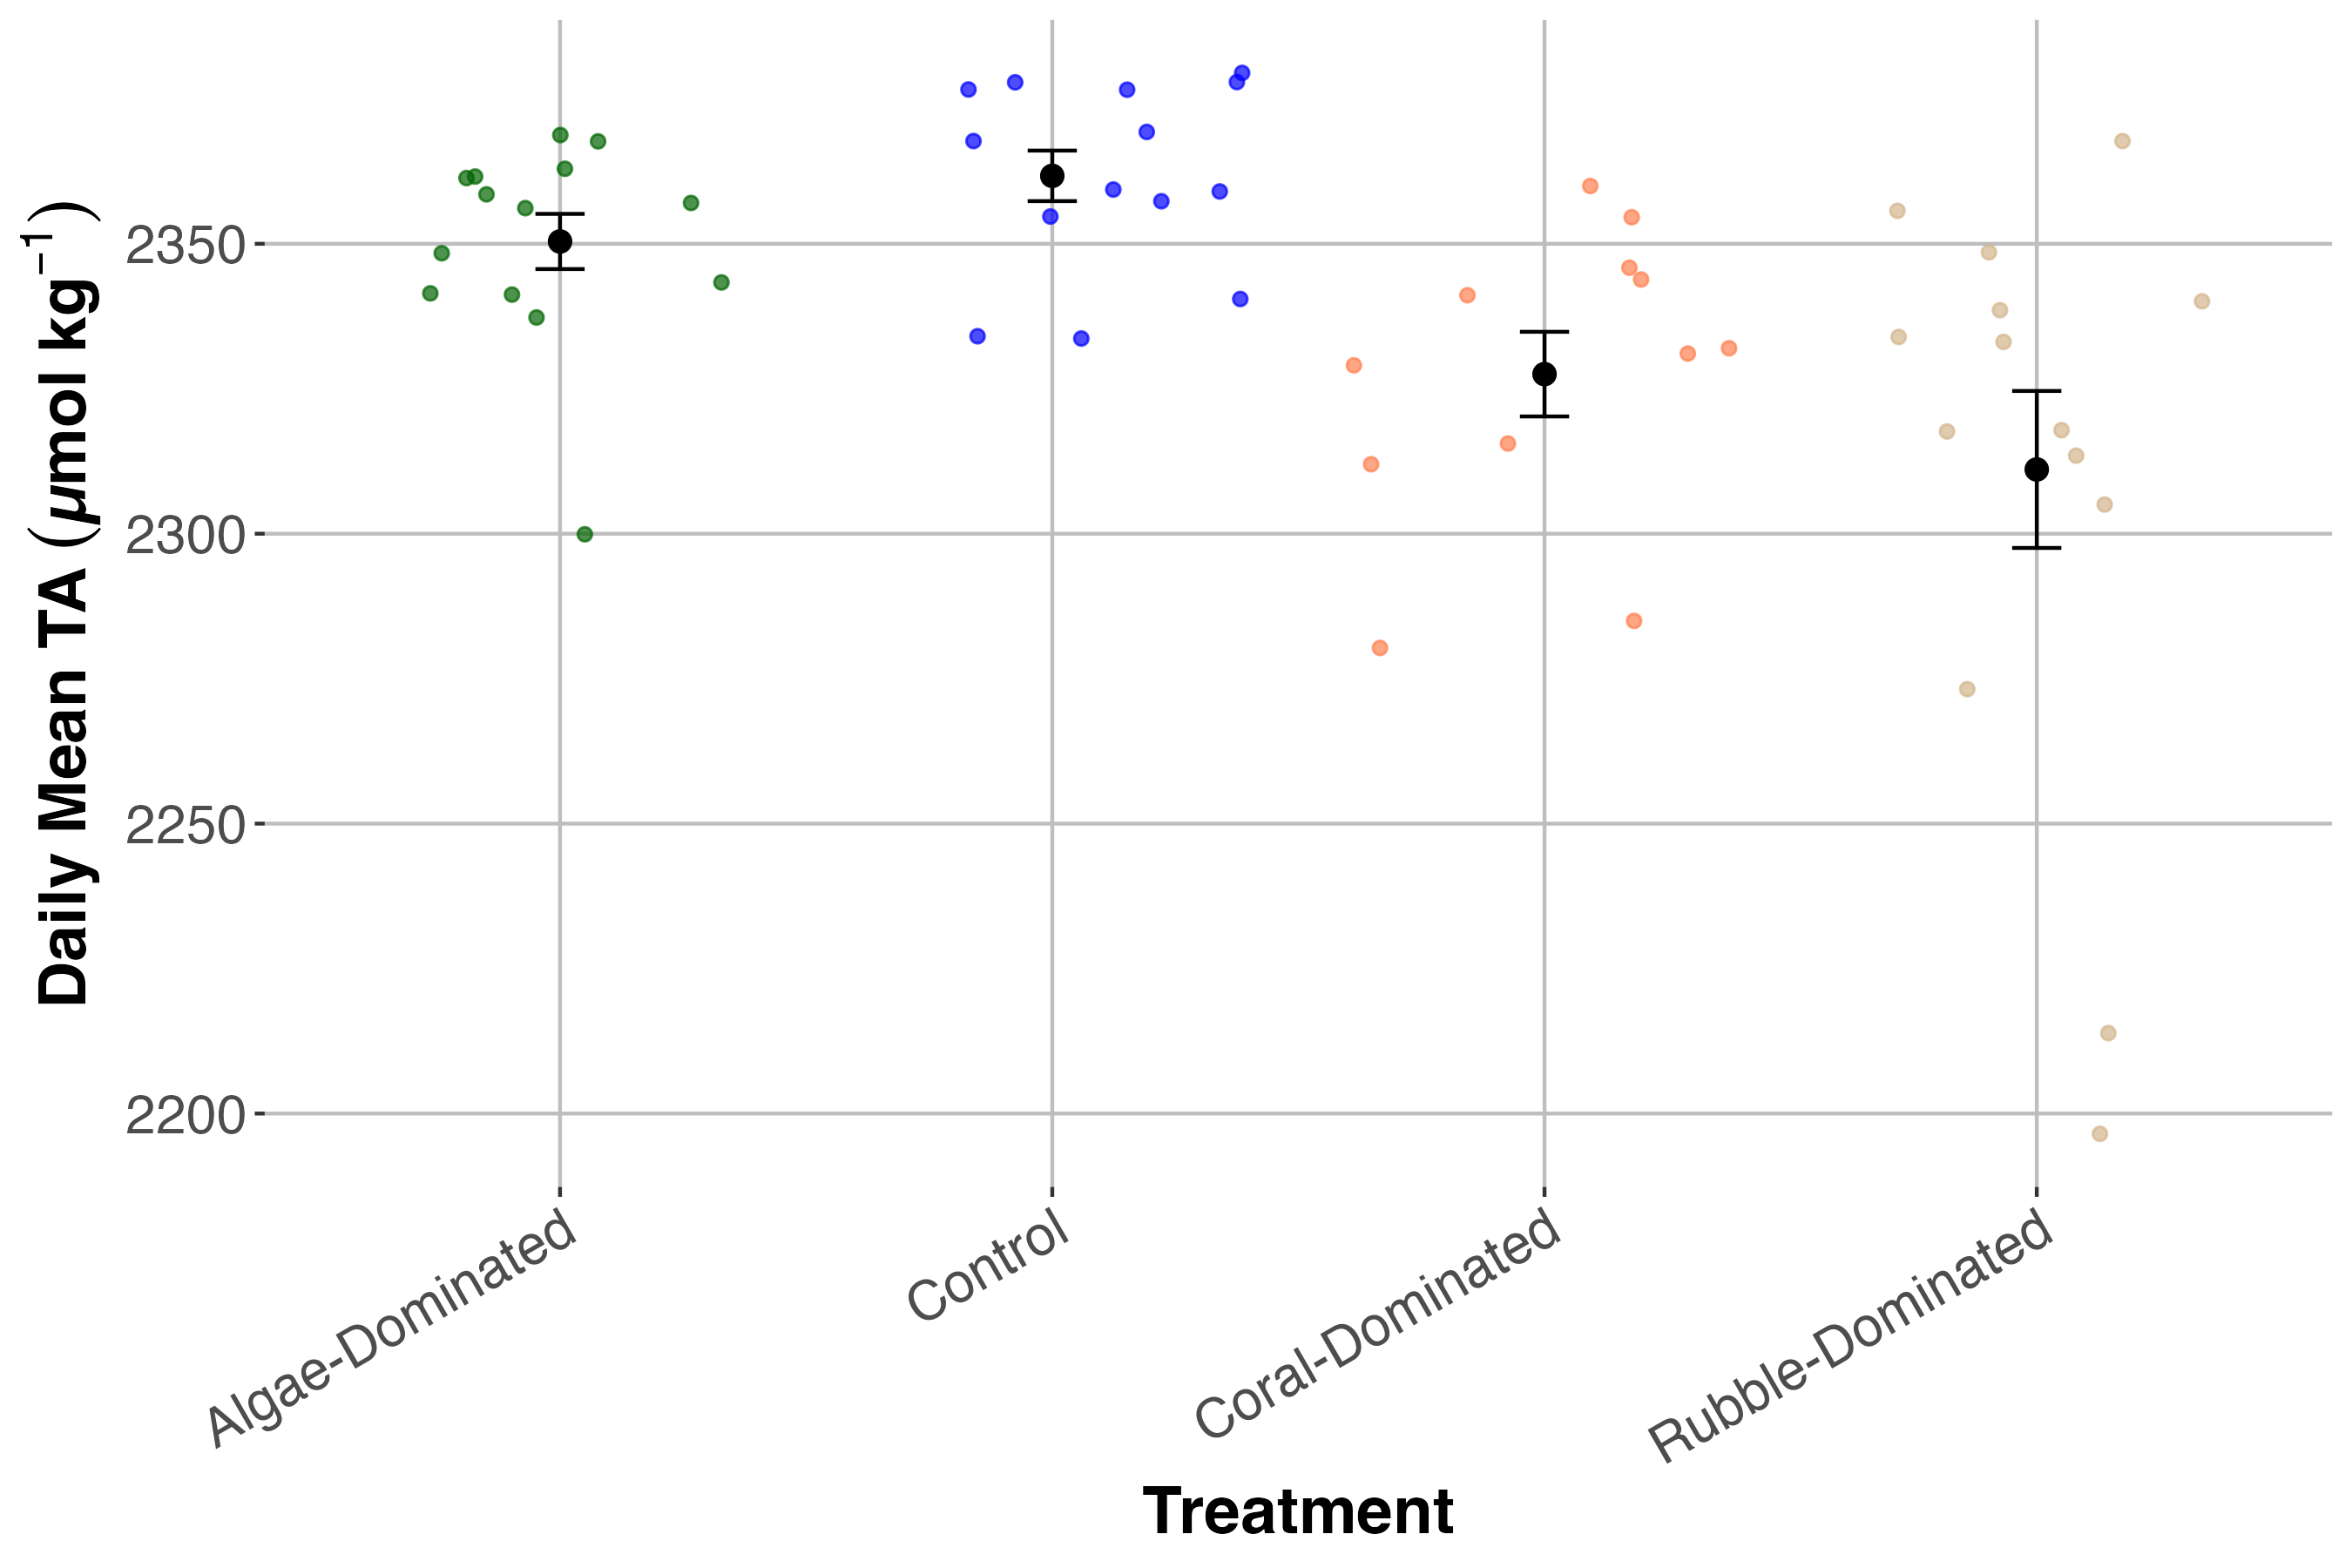 Daily Mean TA (μmol kg⁻¹)
2350
2300
2250
2200
Algae-Dominated
Control
Coral-Dominated
Rubble-Dominated
Treatment